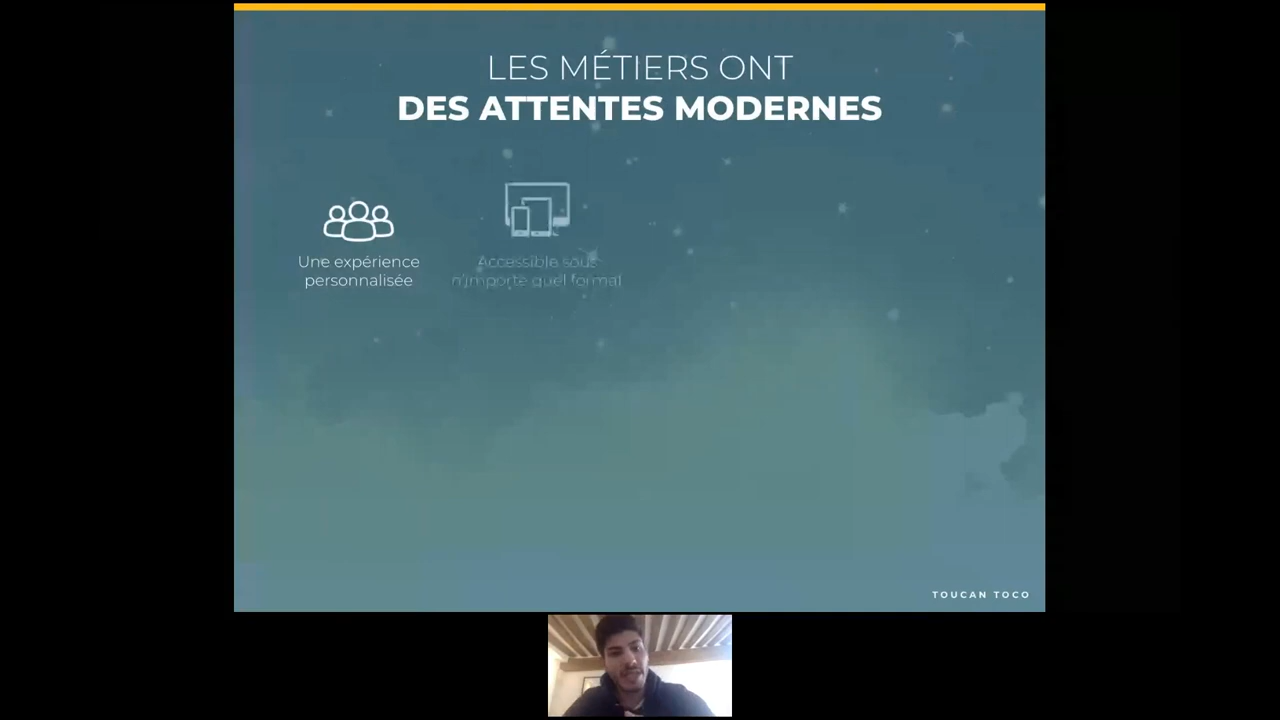 LES MÉTIERS ONT
DES ATTENTES MODERNES
Une expérience
personnalisée
Accessible sous
n'importe quel format
TOUCAN TOCO